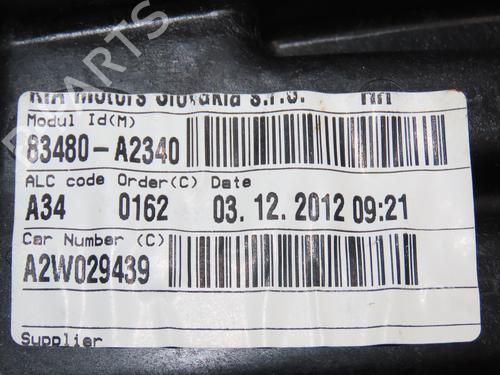 KIA Motors Slovakia s.r.o. RH
Modul Id(M)
83480-A2340
ALC code Order(C) Date
A34 0162 03. 12. 2012 09:21
Car Number (C)
A2W029439
Supplier